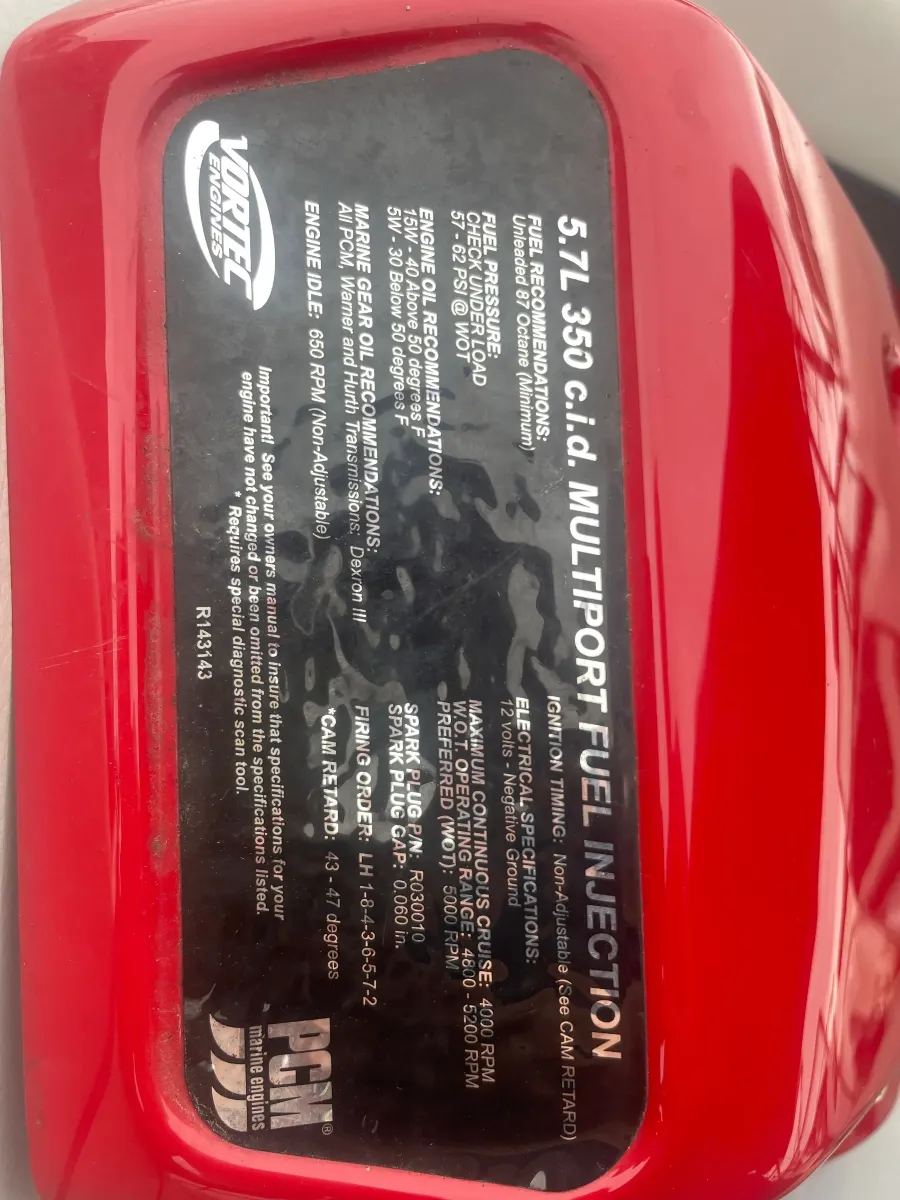 5.7L 350 c.i.d. MULTIPORT FUEL INJECTION
FUEL RECOMMENDATIONS:
Unleaded 87 Octane (Minimum)
FUEL PRESSURE:
CHECK UNDER LOAD
57 - 62 PSI @ WOT
ENGINE OIL RECOMMENDATIONS:
15W - 40 Above 50 degrees F
5W - 30 Below 50 degrees F
MARINE GEAR OIL RECOMMENDATIONS:
All PCM, Warner and Hurth Transmissions: Dexron III
ENGINE IDLE: 650 RPM (Non-Adjustable)
IGNITION TIMING: Non-Adjustable (See CAM RETARD)
ELECTRICAL SPECIFICATIONS:
12 volts - Negative Ground
MAXIMUM CONTINUOUS CRUISE: 4000 RPM
W.O.T. OPERATING RANGE: 4800 - 5200 RPM
PREFERRED (WOT): 5000 RPM
SPARK PLUG P/N: R030010
SPARK PLUG GAP: 0.060 in.
FIRING ORDER: LH 1-8-4-3-6-5-7-2
*CAM RETARD: 43 - 47 degrees
Important! See your owners manual to insure that specifications for your
engine have not changed or been omitted from the specifications listed.
* Requires special diagnostic scan tool.
R143143
VORTEC
ENGINES
PCM®
marine engines